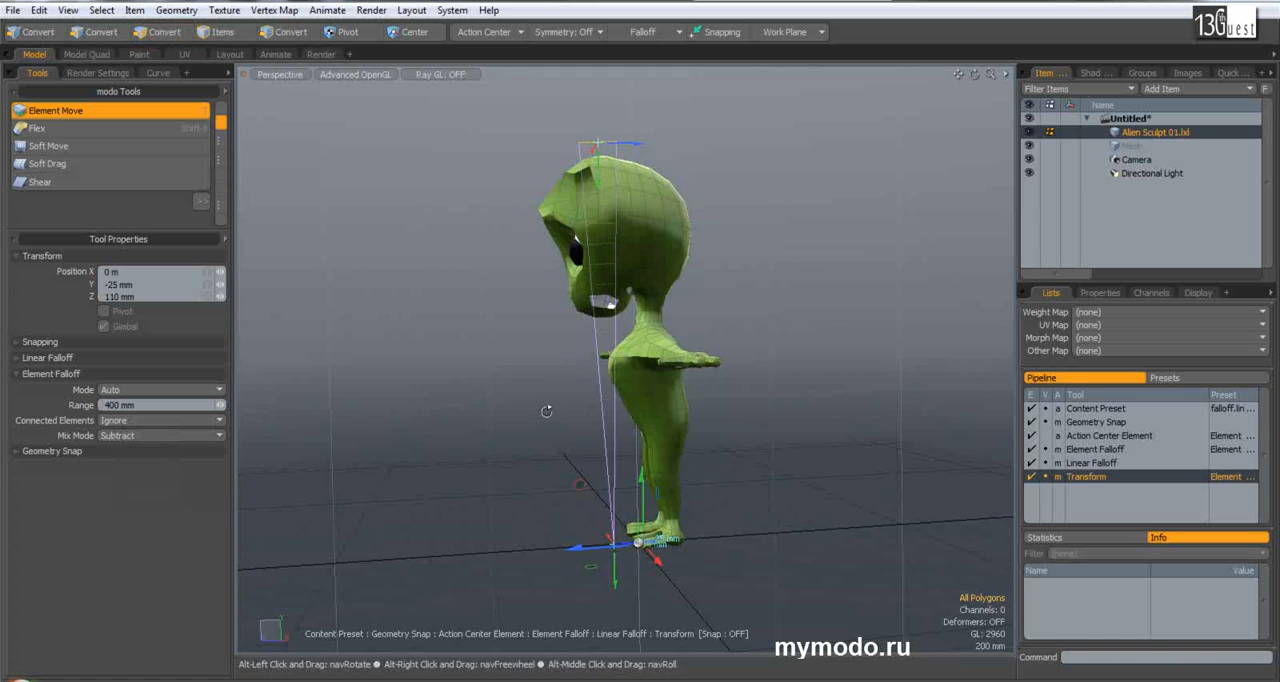 File Edit View Select Item Geometry Texture Vertex Map Animate Render Layout System Help
13Guest
Convert Convert Convert Items Convert Pivot Center Action Center Symmetry: Off Falloff Snapping Work Plane
Model Model Quad Paint UV Layout Animate Render +
Tools Render Settings Curve +
modo Tools
Element Move
Flex Shift-
Soft Move
Soft Drag
Shear
>>
Tool Properties
Transform
Position X 0 m
Y -25 mm
Z 110 mm
Pivot
Gimbal
Snapping
Linear Falloff
Element Falloff
Mode Auto
Range 400 mm
Connected Elements Ignore
Mix Mode Subtract
Geometry Snap
Perspective Advanced OpenGL Ray GL: OFF
All Polygons
Channels: 0
Deformers: OFF
GL: 2960
200 mm
Content Preset : Geometry Snap : Action Center Element : Element Falloff : Linear Falloff : Transform [Snap : OFF]
mymodo.ru
Alt-Left Click and Drag: navRotate ● Alt-Right Click and Drag: navFreewheel ● Alt-Middle Click and Drag: navRoll
Item ... Shad ... Groups Images Quick... +
Filter Items Add Item F
Name
Untitled*
Alien Sculpt 01.lxl
Mesh
Camera
Directional Light
Lists Properties Channels Display +
Weight Map (none)
UV Map (none)
Morph Map (none)
Other Map (none)
Pipeline Presets
E V A Tool Preset
a Content Preset falloff.lin ...
m Geometry Snap
a Action Center Element Element ...
m Element Falloff Element ...
m Linear Falloff
m Transform Element ...
Statistics Info
Filter (none)
Name Value
Command